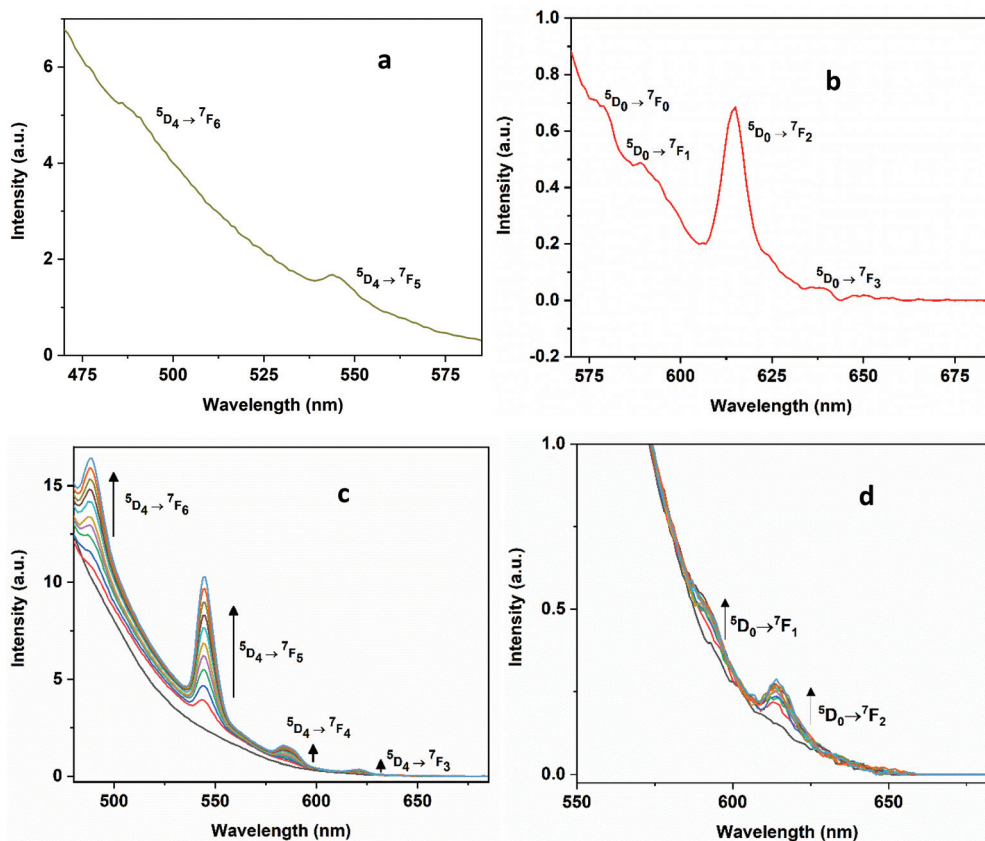 a
⁵D₄→⁷F₆
⁵D₄→⁷F₅
6
4
2
0
475 500 525 550 575
Intensity (a.u.)
Wavelength (nm)
b
⁵D₀→⁷F₀
⁵D₀→⁷F₁
⁵D₀→⁷F₂
⁵D₀→⁷F₃
1.0
0.8
0.6
0.4
0.2
0.0
-0.2
575 600 625 650 675
Intensity (a.u.)
Wavelength (nm)
c
⁵D₄→⁷F₆
⁵D₄→⁷F₅
⁵D₄→⁷F₄
⁵D₄→⁷F₃
15
10
5
0
500 550 600 650
Intensity (a.u.)
Wavelength (nm)
d
⁵D₀→⁷F₁
⁵D₀→⁷F₂
1.0
0.5
0.0
550 600 650
Intensity (a.u.)
Wavelength (nm)